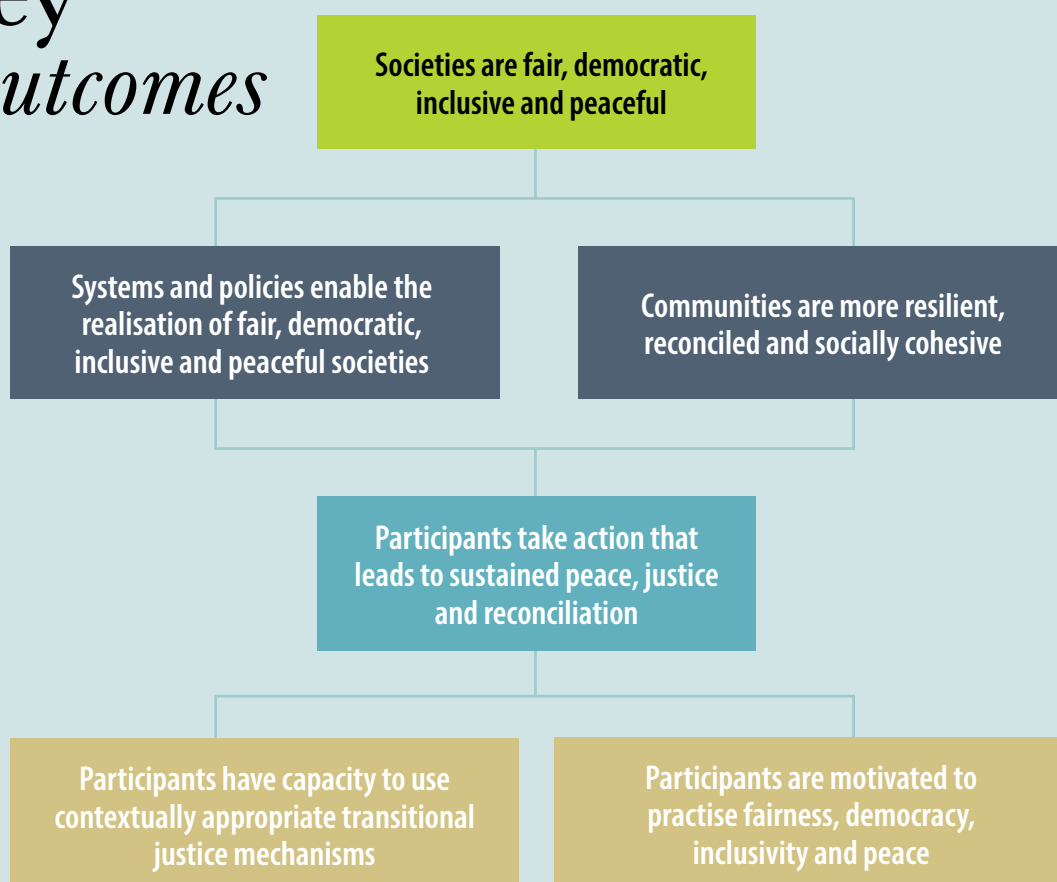 ey
utcomes
Societies are fair, democratic,
inclusive and peaceful
Systems and policies enable the
realisation of fair, democratic,
inclusive and peaceful societies
Communities are more resilient,
reconciled and socially cohesive
Participants take action that
leads to sustained peace, justice
and reconciliation
Participants have capacity to use
contextually appropriate transitional
justice mechanisms
Participants are motivated to
practise fairness, democracy,
inclusivity and peace